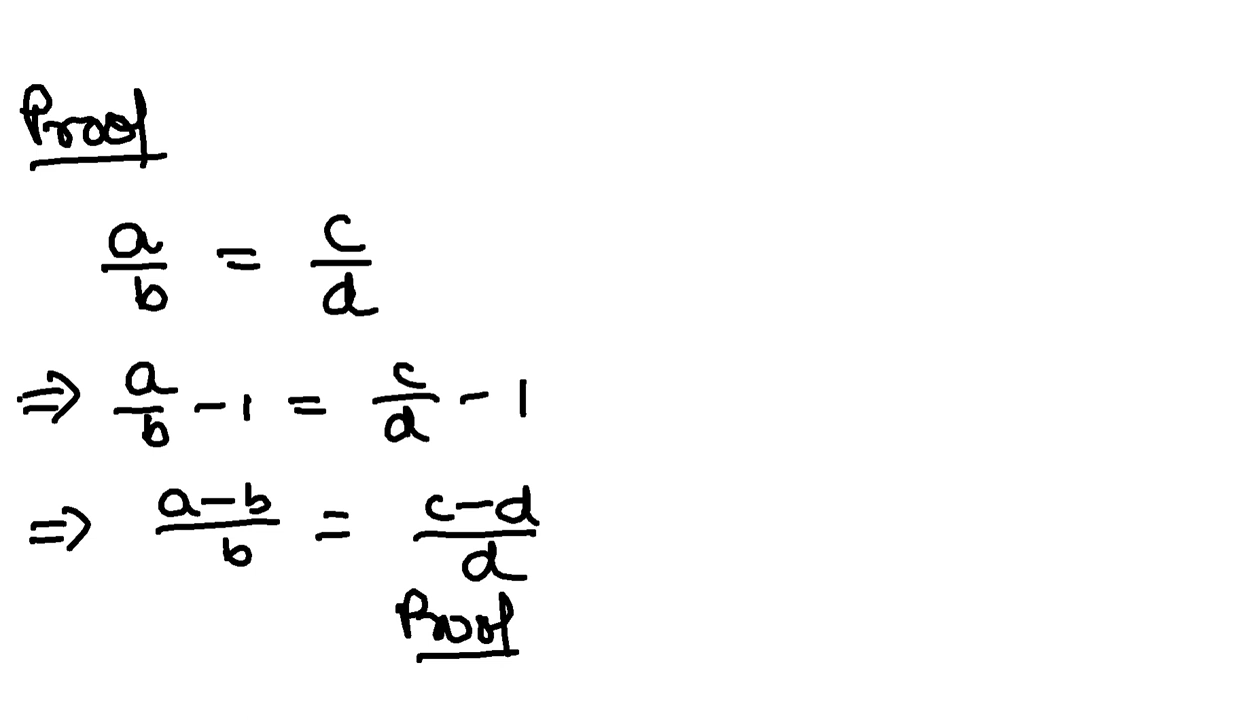 Proof
a/b = c/d
⇒ a/b - 1 = c/d - 1
⇒ a-b/b = c-d/d
Proof